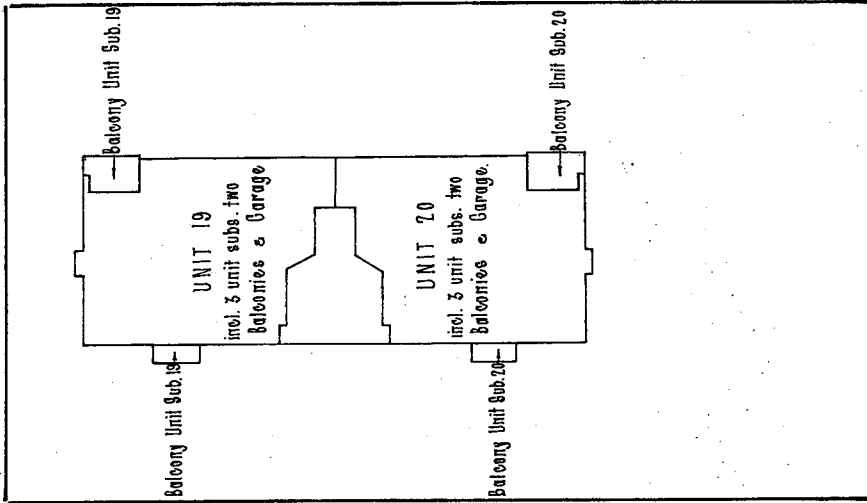 Balcony Unit Sub.19
Balcony Unit Sub.20
UNIT 19
incl. 3 unit subs. two
Balconies & Garage
UNIT 20
incl. 3 unit subs. two
Balconies & Garage.
Balcony Unit Sub.19
Balcony Unit Sub.20